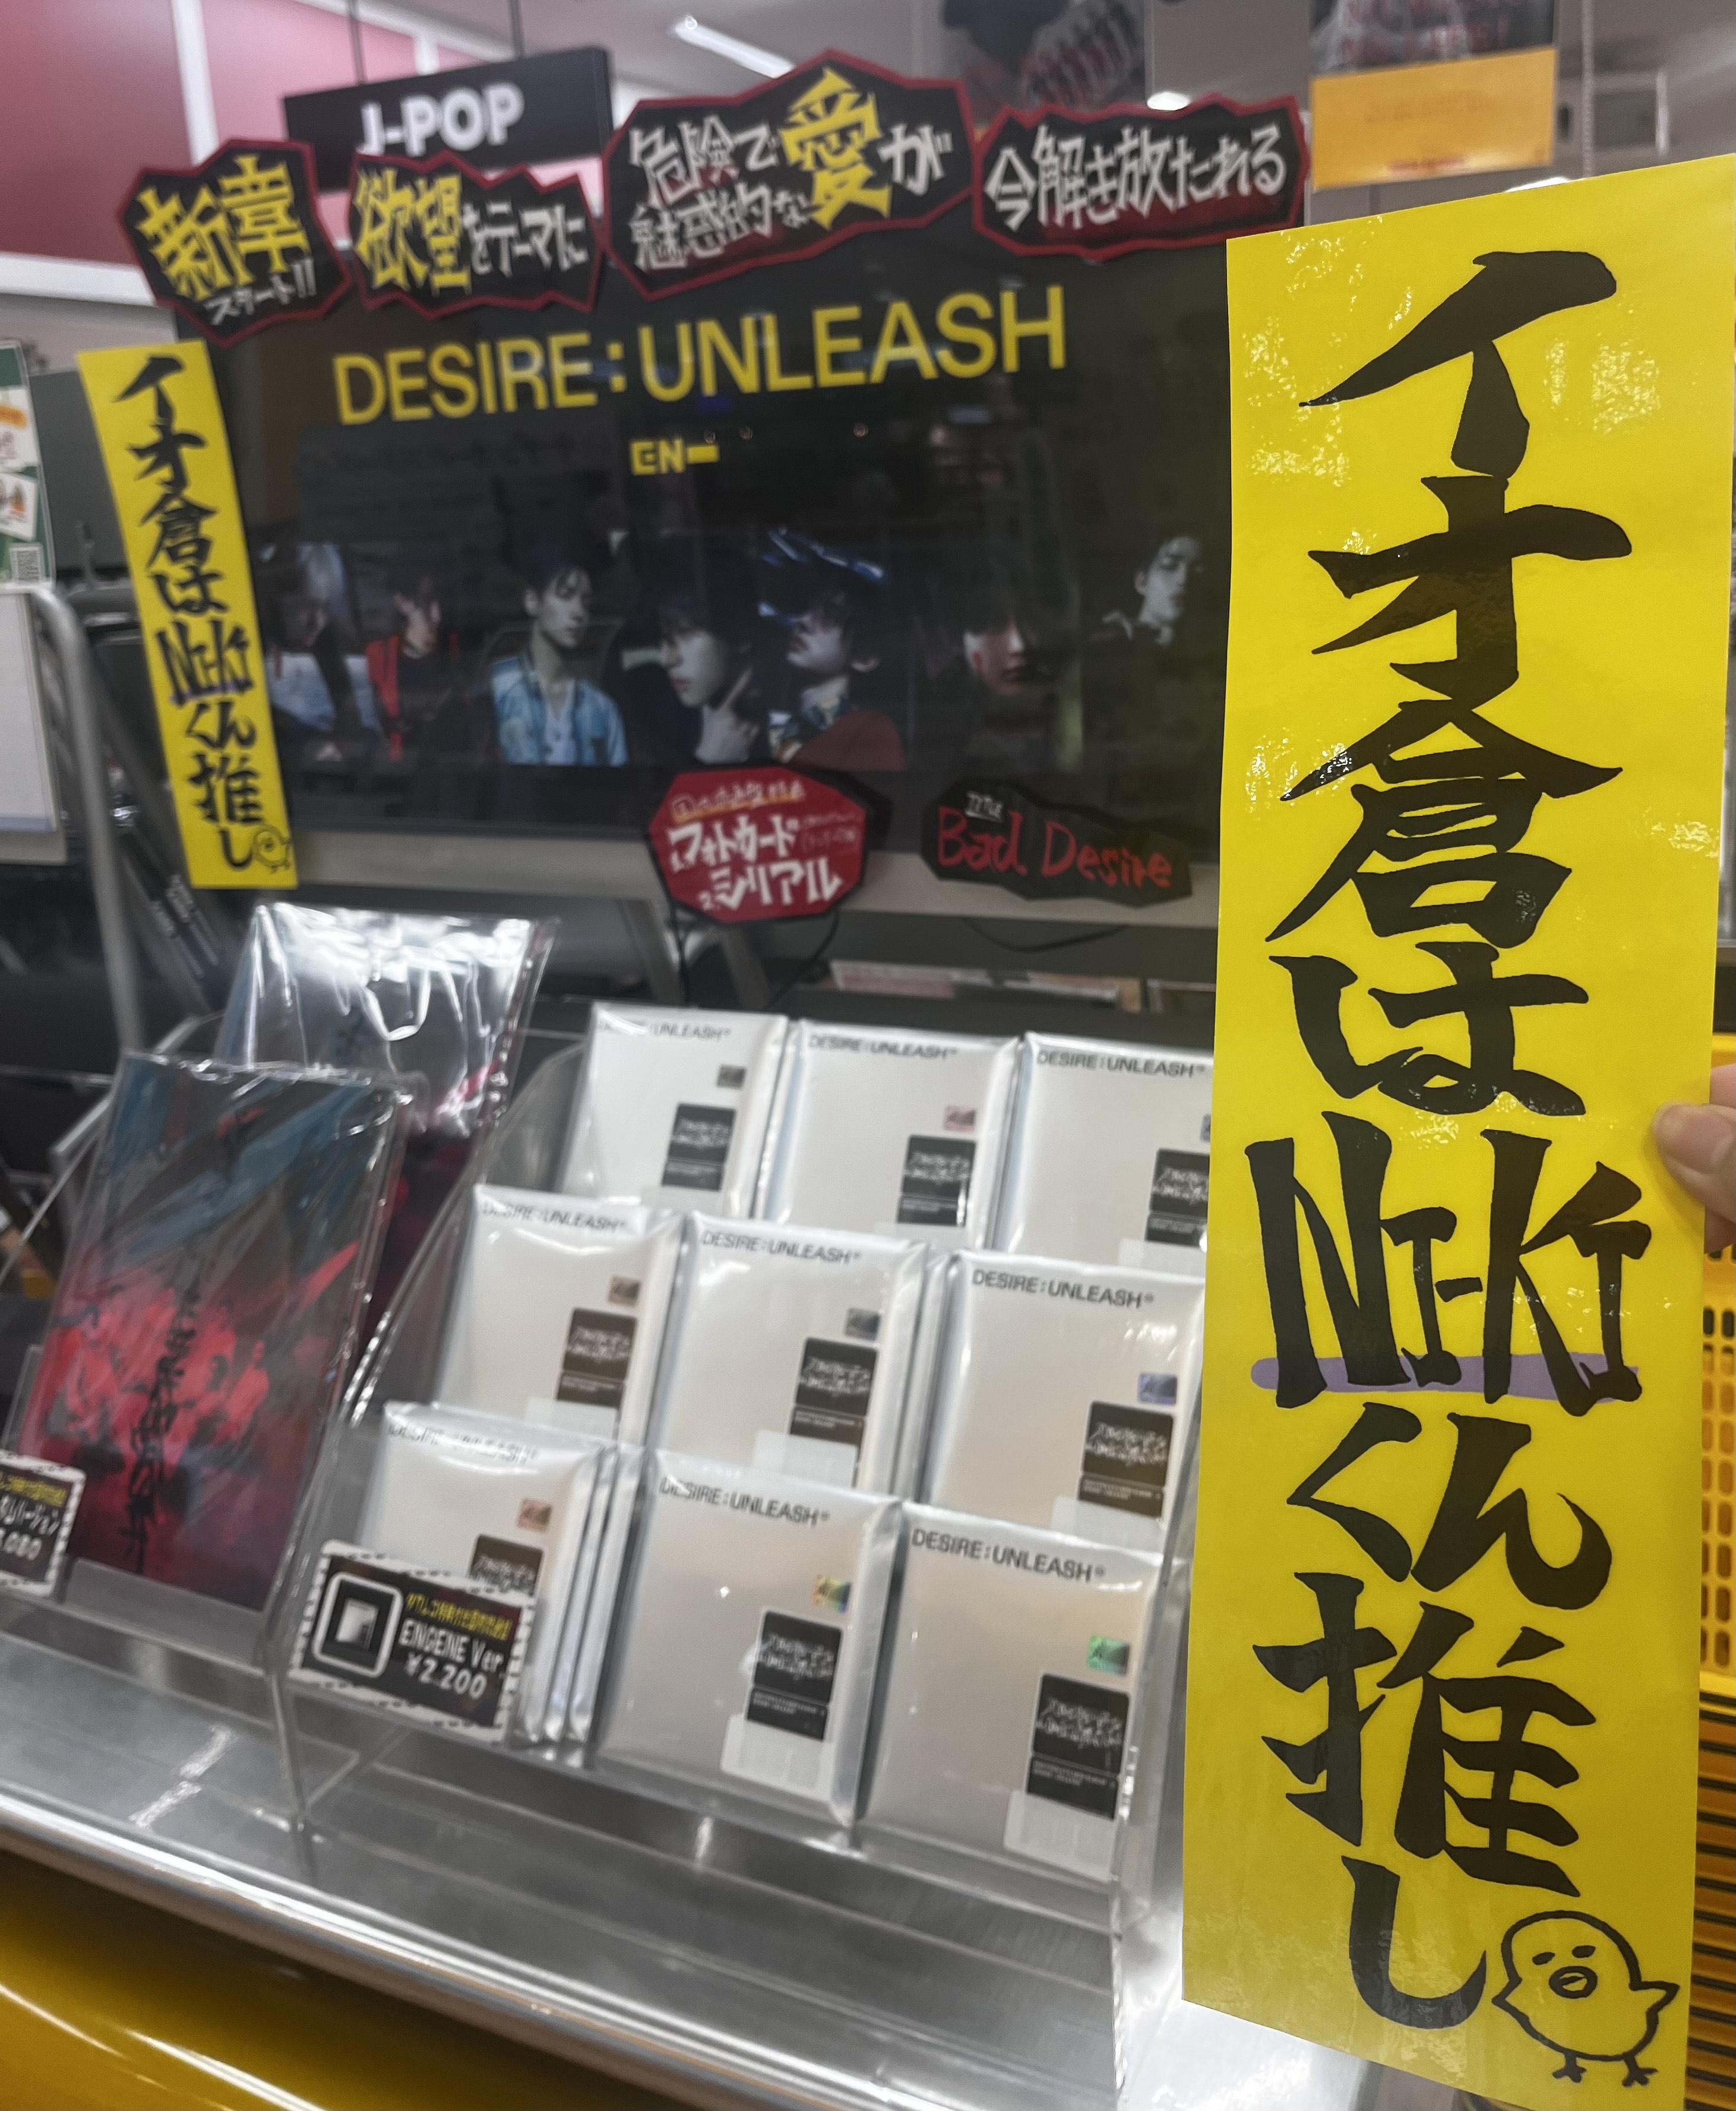 J-POP
新章
スタート!!
欲望をテーマに
危険で
魅惑的な
愛が
今解き放たれる
DESIRE:UNLEASH
EN-
イオ倉はNI-KIくん推し
フォトカード
2.シリアル
TITLE
Bad Desire
イオ倉はNI-KIくん推し
DESIRE:UNLEASH
DESIRE:UNLEASH
DESIRE:UNLEASH
DESIRE:UNLEASH
DESIRE:UNLEASH
DESIRE:UNLEASH
DESIRE:UNLEASH
DESIRE:UNLEASH
DESIRE:UNLEASH
ENGENE Ver
¥2,200